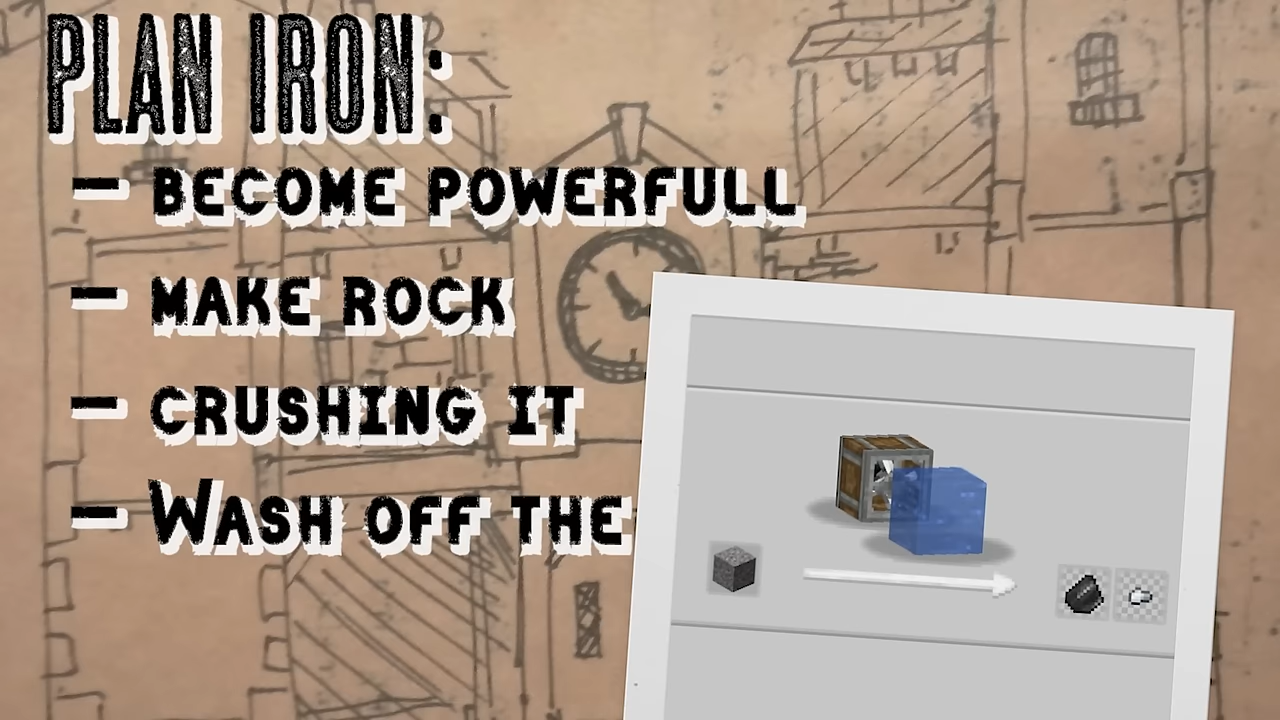 PLAN IRON:
- BECOME POWERFULL
- MAKE ROCK
- CRUSHING IT
- WASH OFF THE